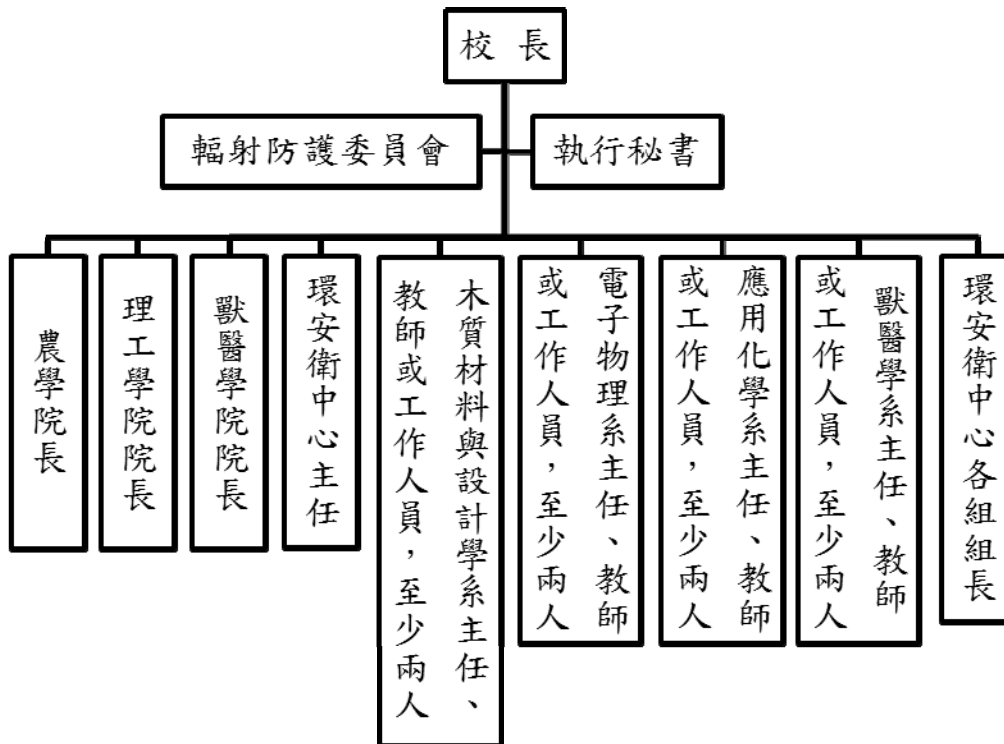 校 長
輻射防護委員會
執行秘書
農學院長
理工學院院長
獸醫學院院長
環安衛中心主任
木質材料與設計學系主任、
教師或工作人員，至少兩人
電子物理系主任、教師
或工作人員，至少兩人
應用化學系主任、教師
或工作人員，至少兩人
獸醫學系主任、教師
或工作人員，至少兩人
環安衛中心各組組長